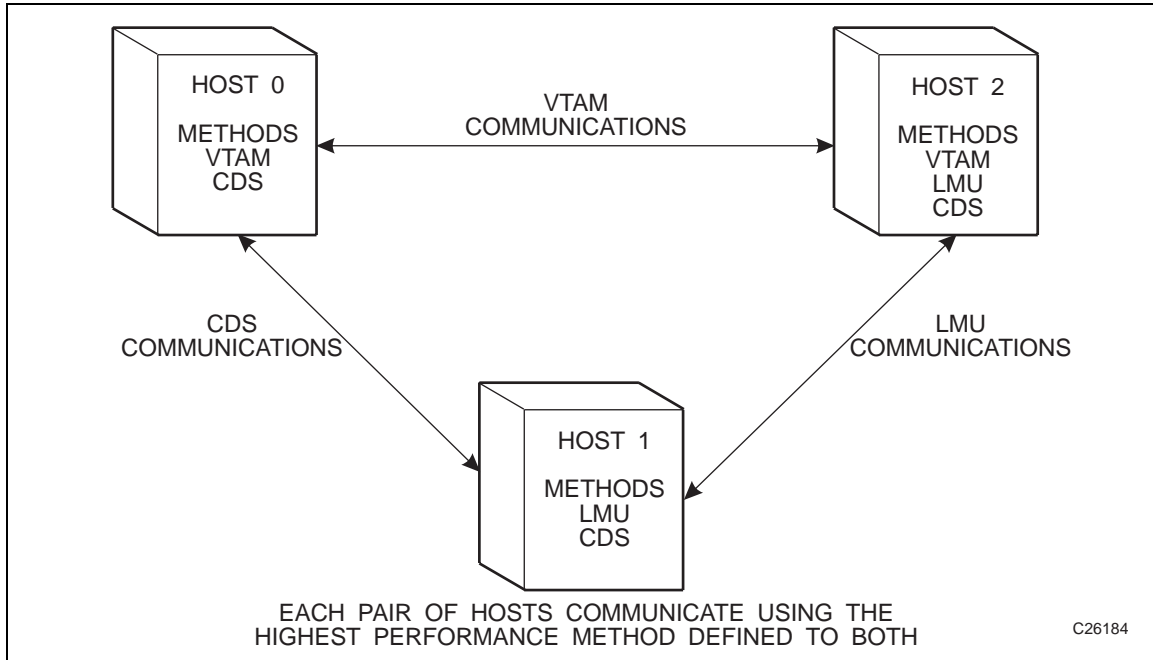 HOST 0
METHODS
VTAM
CDS
VTAM
COMMUNICATIONS
HOST 2
METHODS
VTAM
LMU
CDS
CDS
COMMUNICATIONS
LMU
COMMUNICATIONS
HOST 1
METHODS
LMU
CDS
EACH PAIR OF HOSTS COMMUNICATE USING THE
HIGHEST PERFORMANCE METHOD DEFINED TO BOTH
C26184